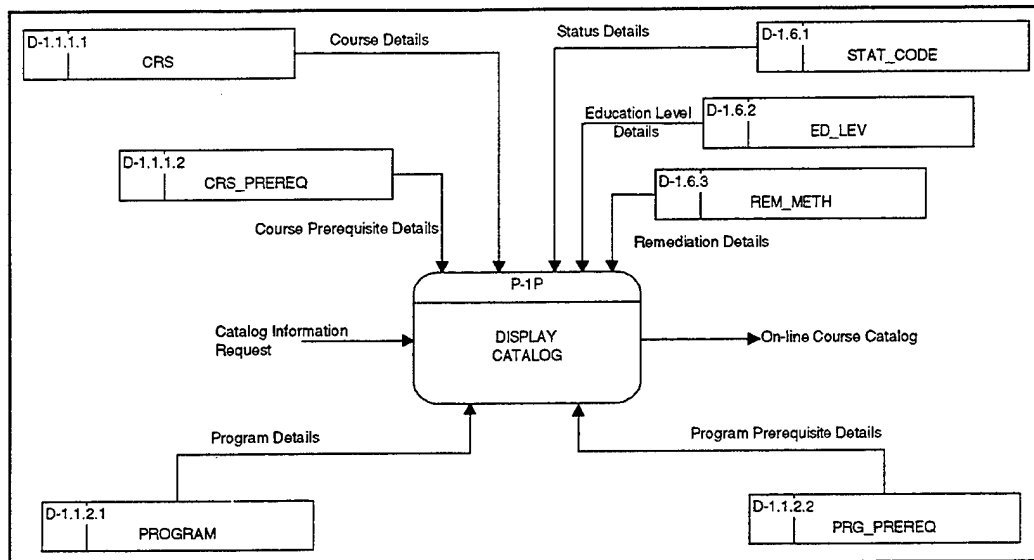 D-1.1.1.1
CRS
Course Details
Status Details
D-1.6.1
STAT_CODE
Education Level
Details
D-1.6.2
ED_LEV
D-1.1.1.2
CRS_PREREQ
D-1.6.3
REM_METH
Course Prerequisite Details
Remediation Details
P-1P
DISPLAY
CATALOG
Catalog Information
Request
On-line Course Catalog
Program Details
Program Prerequisite Details
D-1.1.2.1
PROGRAM
D-1.1.2.2
PRG_PREREQ